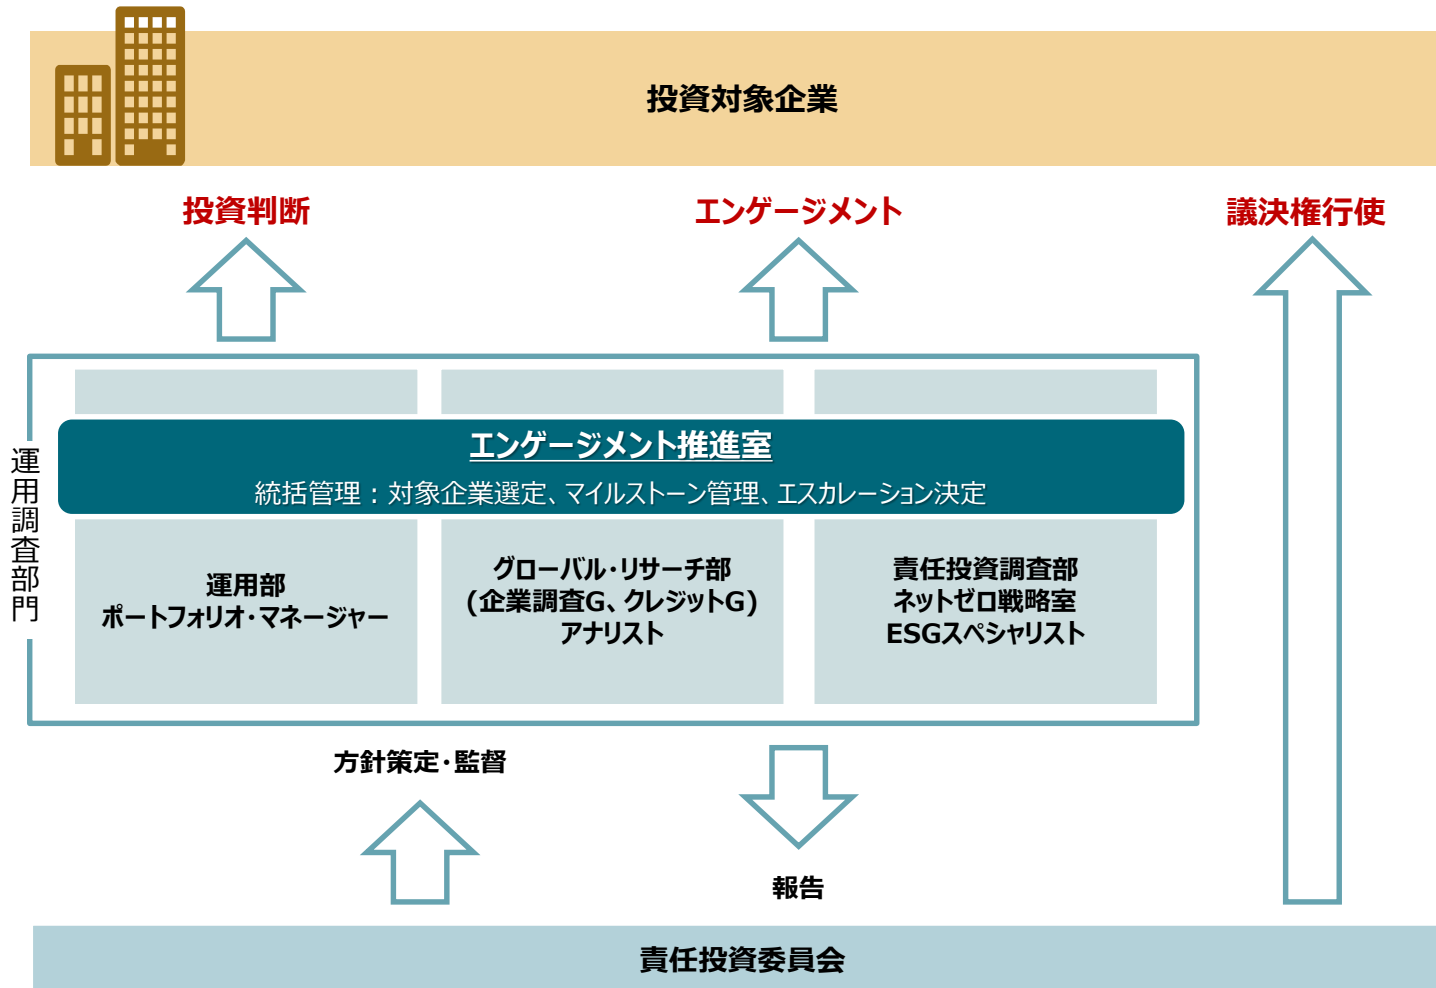 投資対象企業
投資判断
エンゲージメント
議決権行使
運用調査部門
エンゲージメント推進室
統括管理：対象企業選定、マイルストーン管理、エスカレーション決定
運用部
ポートフォリオ・マネージャー
グローバル・リサーチ部
(企業調査G、クレジットG)
アナリスト
責任投資調査部
ネットゼロ戦略室
ESGスペシャリスト
方針策定・監督
報告
責任投資委員会